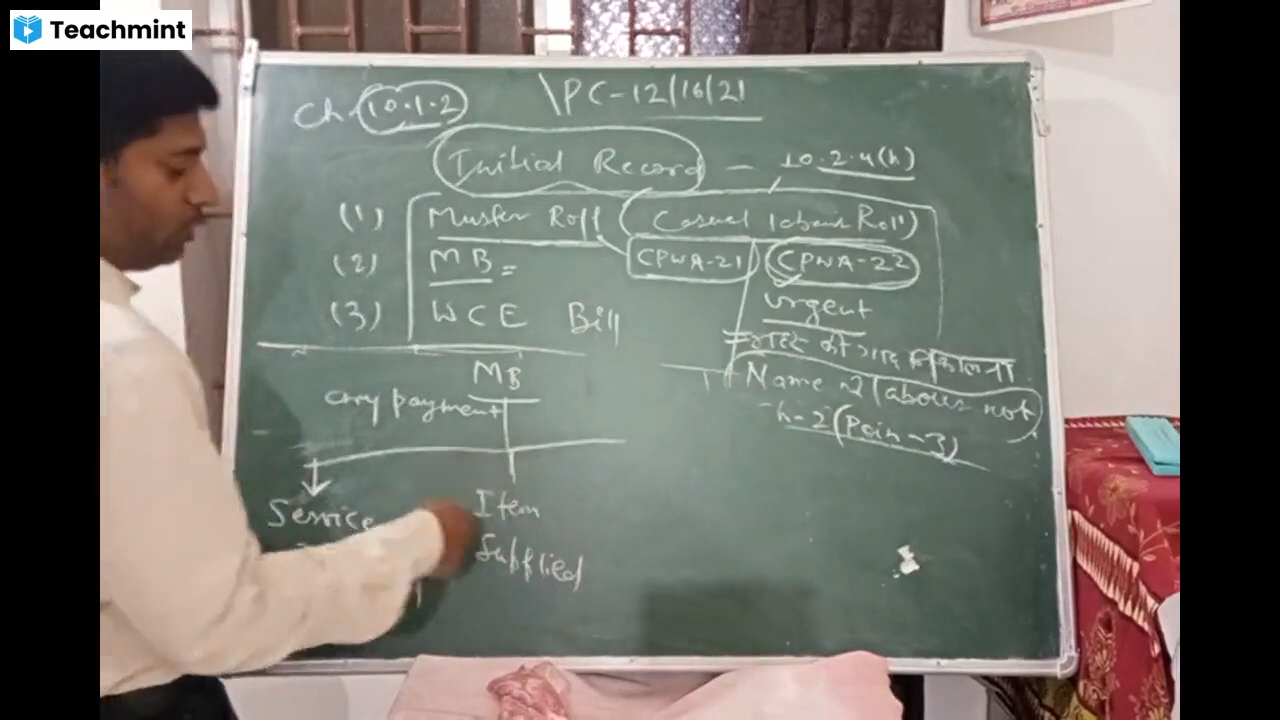 Teachmint
Ch. 10.1.2
PC-12/16/21
Initial Record - 10.2.4(h)
(1) Muster Roll (Casual labour Roll)
(2) MB = CPWA-21 CPWA-22
(3) WCE Bill urgent
MB
Name की labour not
any payment
h-2 (Poin-3)
Service
Item
Supplied